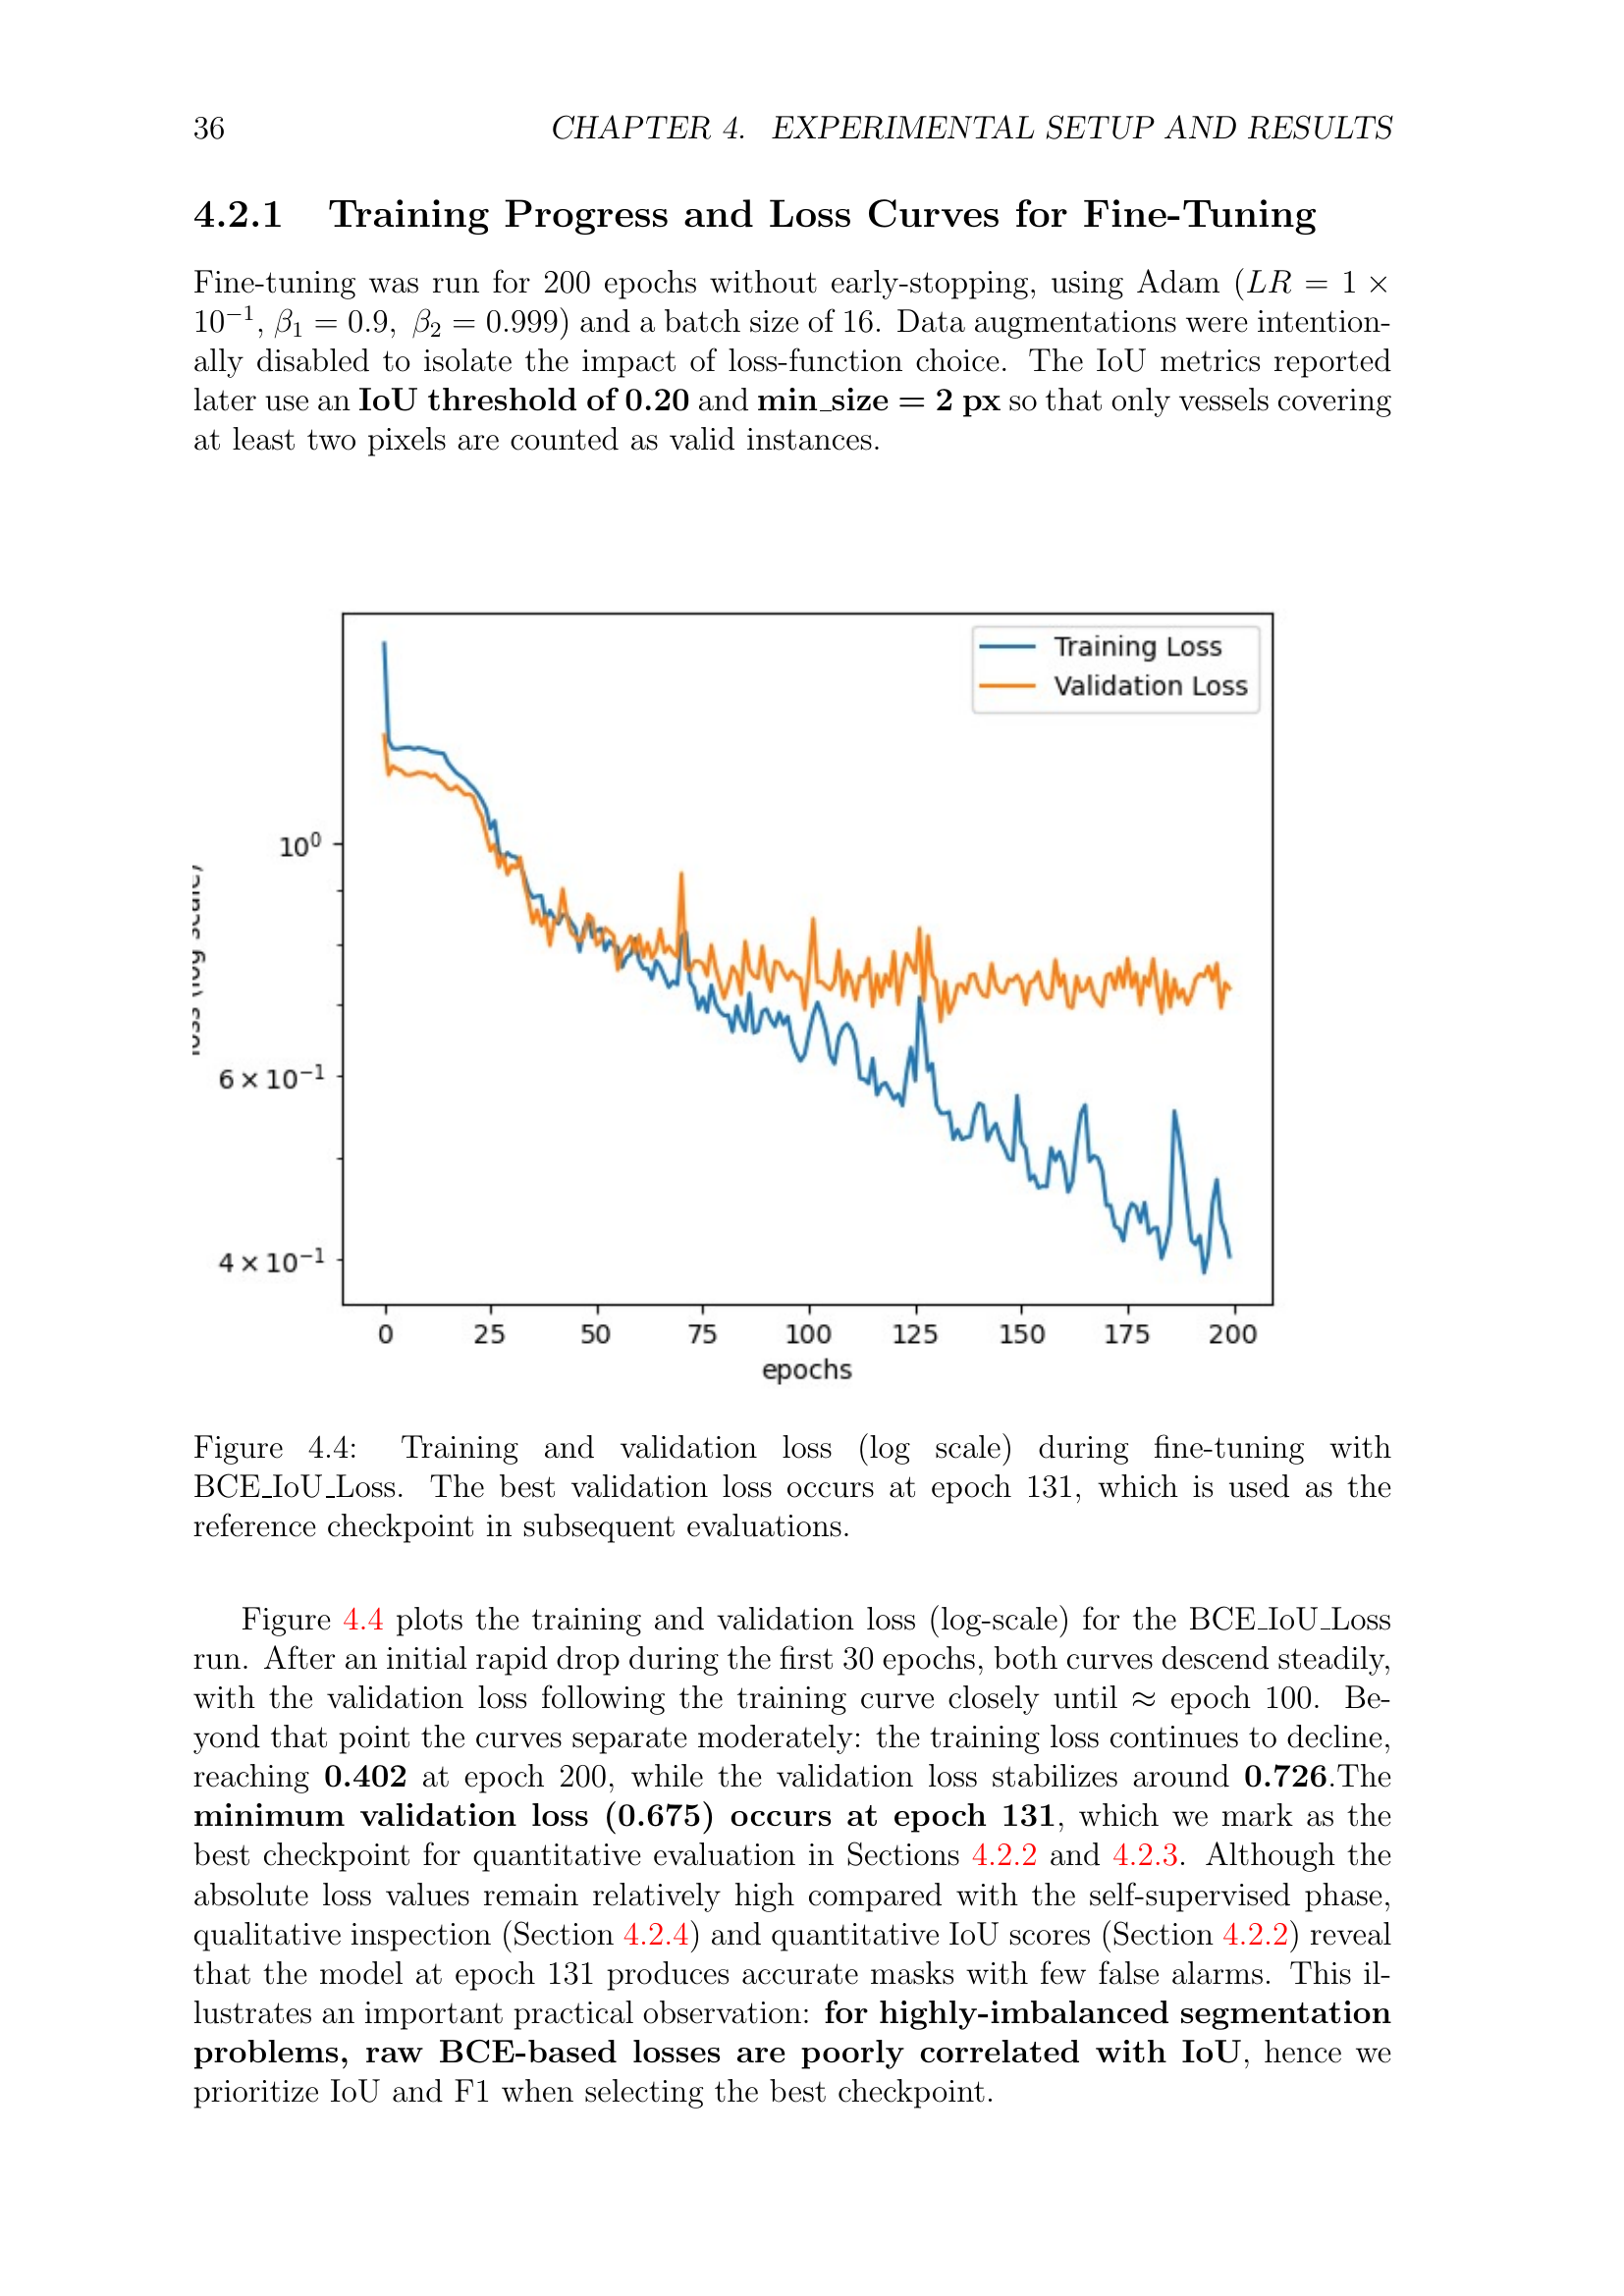 36 CHAPTER 4. EXPERIMENTAL SETUP AND RESULTS
4.2.1 Training Progress and Loss Curves for Fine-Tuning
Fine-tuning was run for 200 epochs without early-stopping, using Adam (LR = 1 ×
10⁻¹, β₁ = 0.9, β₂ = 0.999) and a batch size of 16. Data augmentations were intention-
ally disabled to isolate the impact of loss-function choice. The IoU metrics reported
later use an IoU threshold of 0.20 and min_size = 2 px so that only vessels covering
at least two pixels are counted as valid instances.
Training Loss
Validation Loss
10⁰
6 × 10⁻¹
4 × 10⁻¹
0 25 50 75 100 125 150 175 200
epochs
Figure 4.4: Training and validation loss (log scale) during fine-tuning with
BCE_IoU_Loss. The best validation loss occurs at epoch 131, which is used as the
reference checkpoint in subsequent evaluations.
Figure 4.4 plots the training and validation loss (log-scale) for the BCE_IoU_Loss
run. After an initial rapid drop during the first 30 epochs, both curves descend steadily,
with the validation loss following the training curve closely until ≈ epoch 100. Be-
yond that point the curves separate moderately: the training loss continues to decline,
reaching 0.402 at epoch 200, while the validation loss stabilizes around 0.726.The
minimum validation loss (0.675) occurs at epoch 131, which we mark as the
best checkpoint for quantitative evaluation in Sections 4.2.2 and 4.2.3. Although the
absolute loss values remain relatively high compared with the self-supervised phase,
qualitative inspection (Section 4.2.4) and quantitative IoU scores (Section 4.2.2) reveal
that the model at epoch 131 produces accurate masks with few false alarms. This il-
lustrates an important practical observation: for highly-imbalanced segmentation
problems, raw BCE-based losses are poorly correlated with IoU, hence we
prioritize IoU and F1 when selecting the best checkpoint.